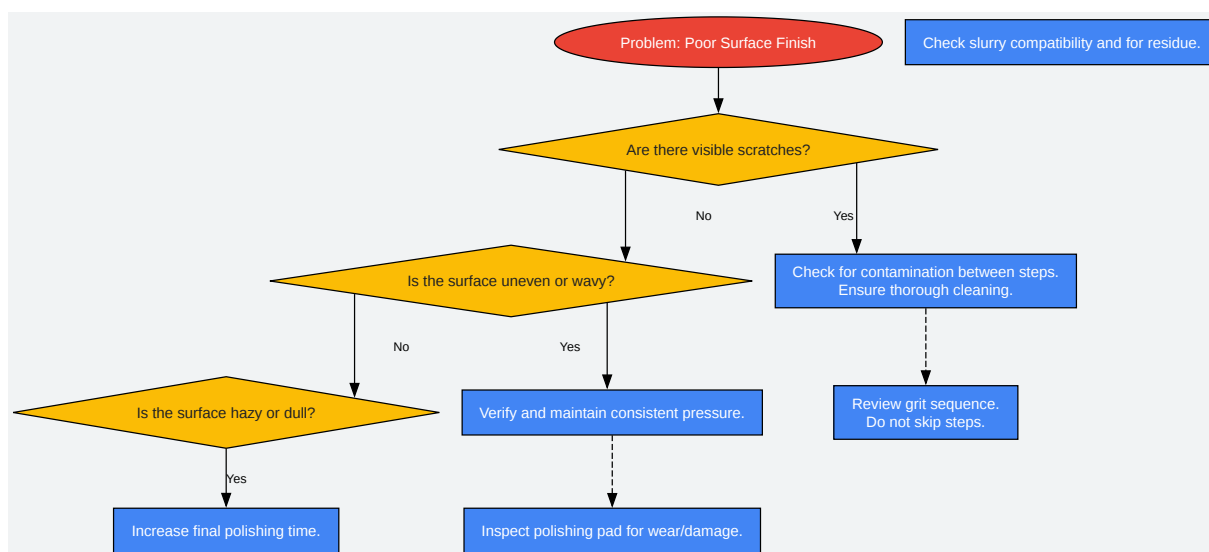 Problem: Poor Surface Finish
Check slurry compatibility and for residue.
Are there visible scratches?
No
Yes
Is the surface uneven or wavy?
Check for contamination between steps.
Ensure thorough cleaning.
No
Yes
Is the surface hazy or dull?
Verify and maintain consistent pressure.
Review grit sequence.
Do not skip steps.
Yes
Increase final polishing time.
Inspect polishing pad for wear/damage.